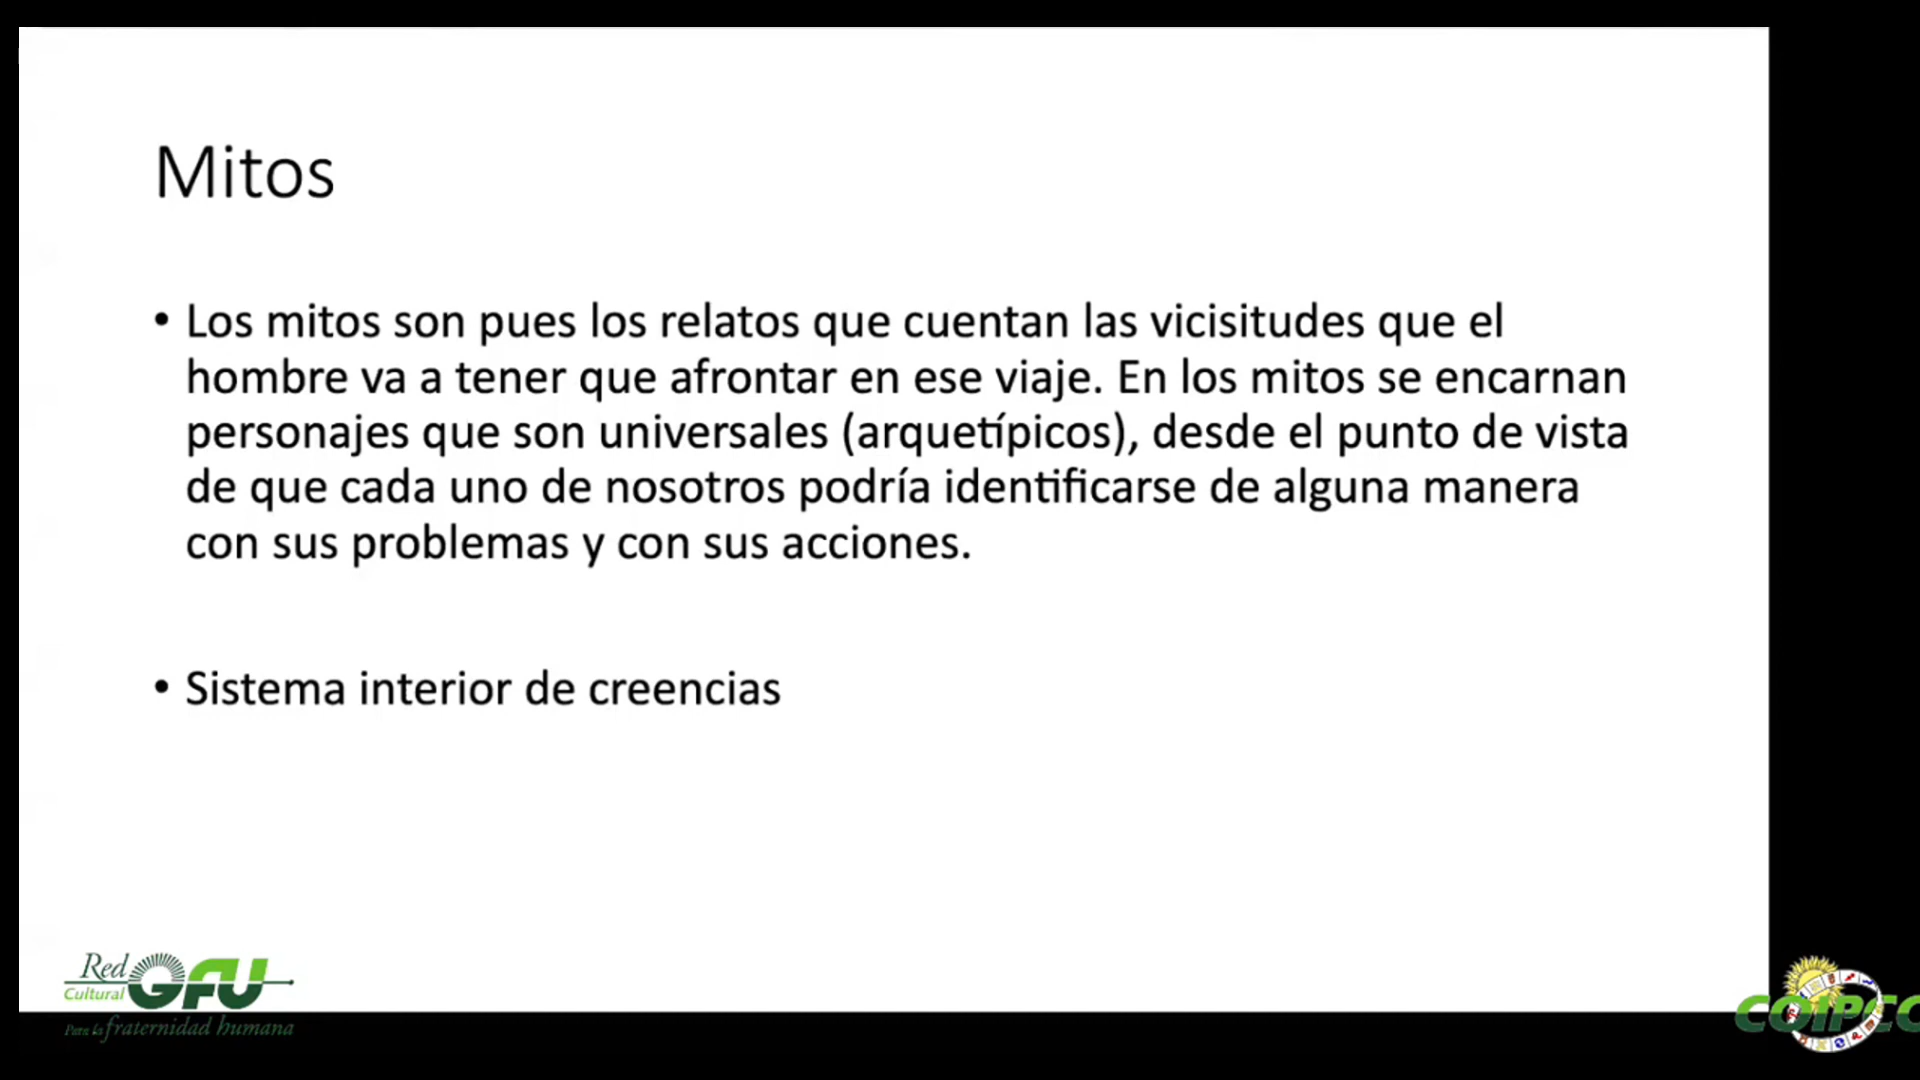 Mitos
• Los mitos son pues los relatos que cuentan las vicisitudes que el
hombre va a tener que afrontar en ese viaje. En los mitos se encarnan
personajes que son universales (arquetípicos), desde el punto de vista
de que cada uno de nosotros podría identificarse de alguna manera
con sus problemas y con sus acciones.
• Sistema interior de creencias
Red
Cultural GFU
Para la fraternidad humana